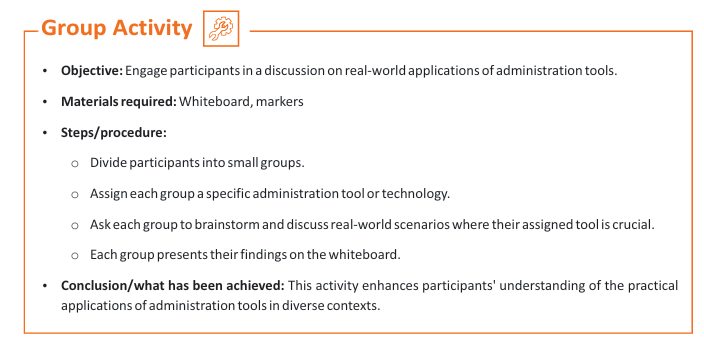 Group Activity
• Objective: Engage participants in a discussion on real-world applications of administration tools.
• Materials required: Whiteboard, markers
• Steps/procedure:
○ Divide participants into small groups.
○ Assign each group a specific administration tool or technology.
○ Ask each group to brainstorm and discuss real-world scenarios where their assigned tool is crucial.
○ Each group presents their findings on the whiteboard.
• Conclusion/what has been achieved: This activity enhances participants' understanding of the practical
applications of administration tools in diverse contexts.